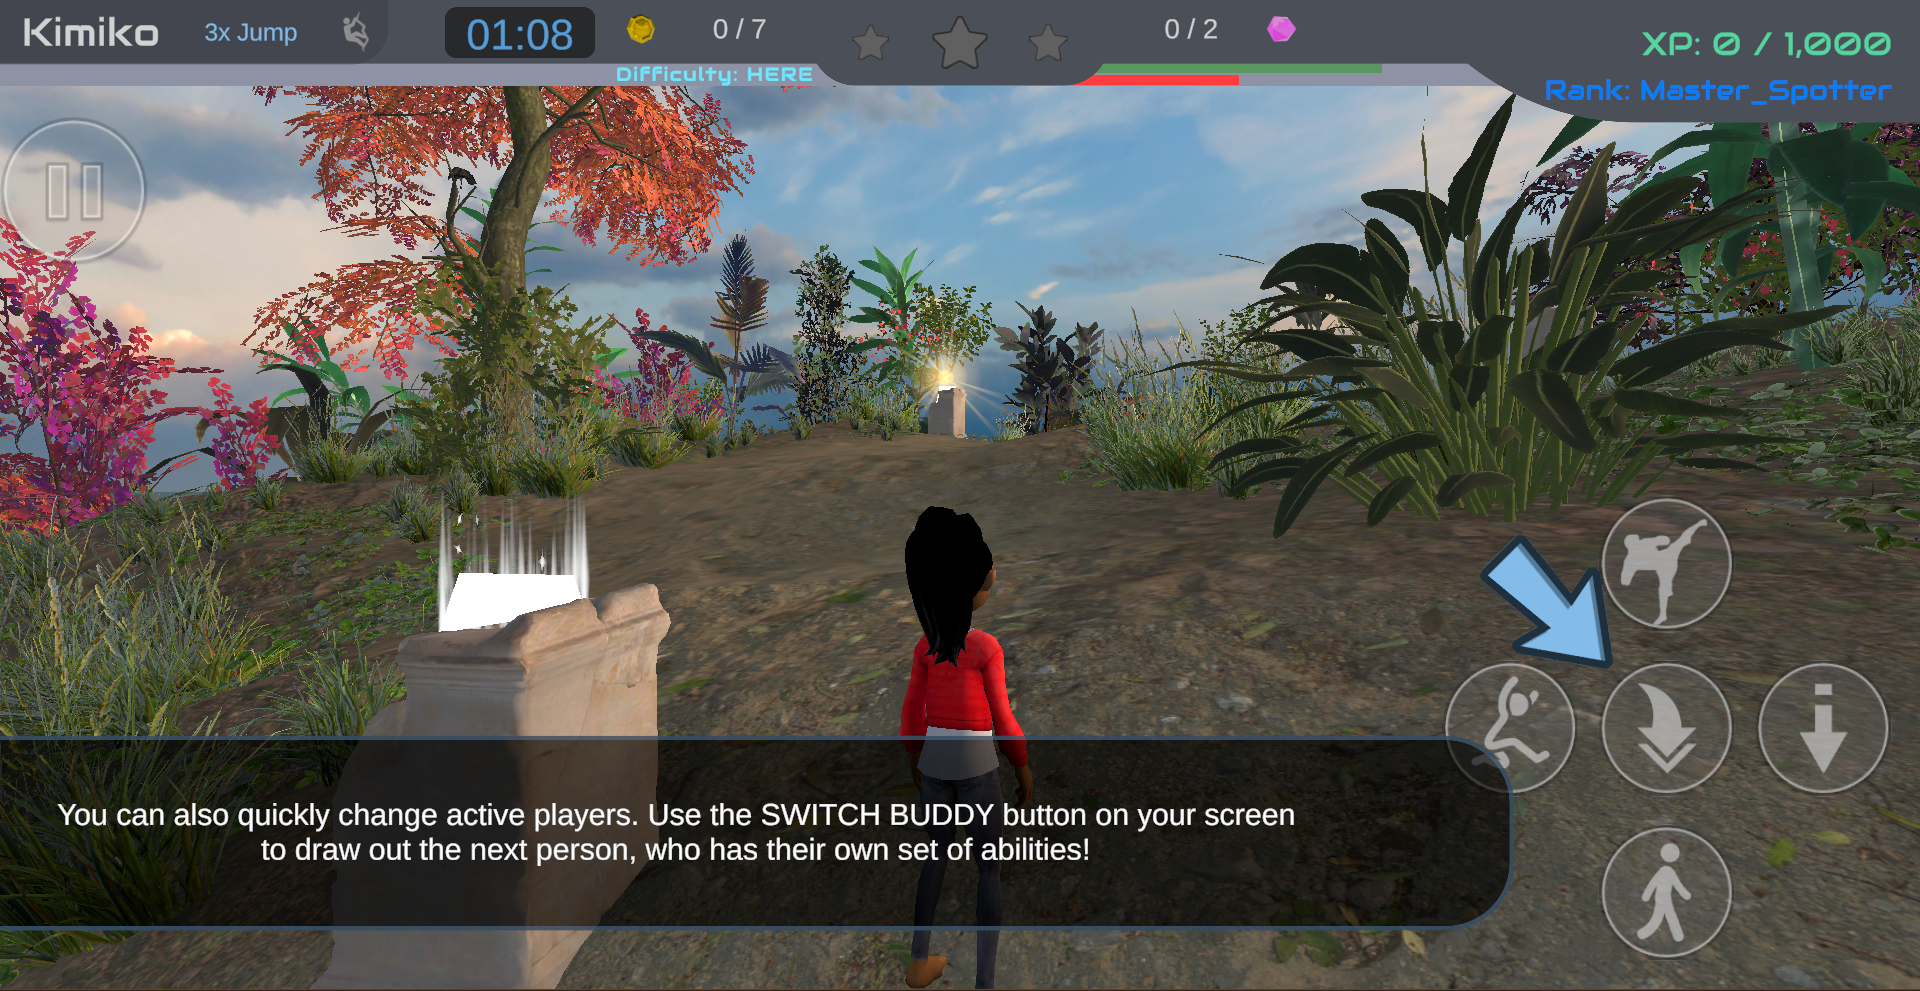 Kimiko
3x Jump
01:08
0 / 7
0 / 2
XP: 0 / 1,000
Difficulty: HERE
Rank: Master_Spotter
You can also quickly change active players. Use the SWITCH BUDDY button on your screen
to draw out the next person, who has their own set of abilities!